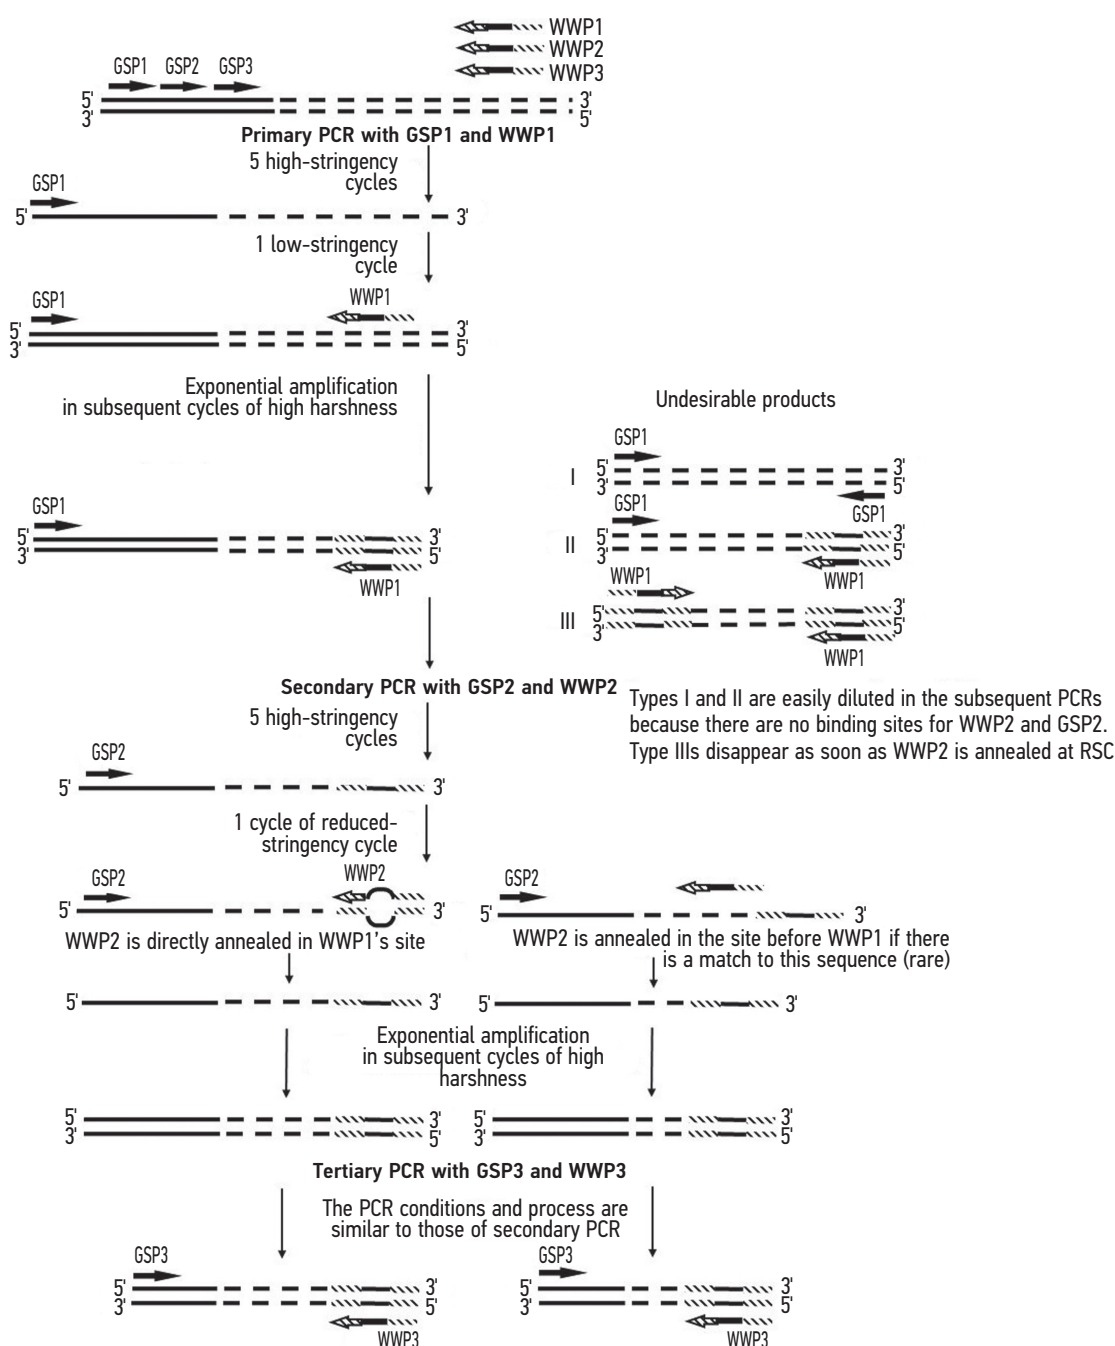 WWP1
WWP2
WWP3
GSP1 GSP2 GSP3
5' 3'
3' 5'
Primary PCR with GSP1 and WWP1
5 high-stringency
cycles
GSP1
5' 3'
1 low-stringency
cycle
GSP1 WWP1
5' 3'
3' 5'
Exponential amplification
in subsequent cycles of high harshness
GSP1
5' 3'
3' 5'
WWP1
Undesirable products
GSP1
I 5' 3'
3' 5'
GSP1 GSP1
II 5' 3'
3' 5'
WWP1 WWP1
III 5' 3'
3' 5'
WWP1
Types I and II are easily diluted in the subsequent PCRs
because there are no binding sites for WWP2 and GSP2.
Type IIIs disappear as soon as WWP2 is annealed at RSC
Secondary PCR with GSP2 and WWP2
5 high-stringency
cycles
GSP2
5' 3'
1 cycle of reduced-
stringency cycle
GSP2 WWP2
5' 3'
WWP2 is directly annealed in WWP1's site
GSP2
5' 3'
WWP2 is annealed in the site before WWP1 if there
is a match to this sequence (rare)
5' 3' 5' 3'
Exponential amplification
in subsequent cycles of high
harshness
5' 3' 5' 3'
3' 5' 3' 5'
Tertiary PCR with GSP3 and WWP3
The PCR conditions and process are
similar to those of secondary PCR
GSP3 GSP3
5' 3' 5' 3'
3' 5' 3' 5'
WWP3 WWP3